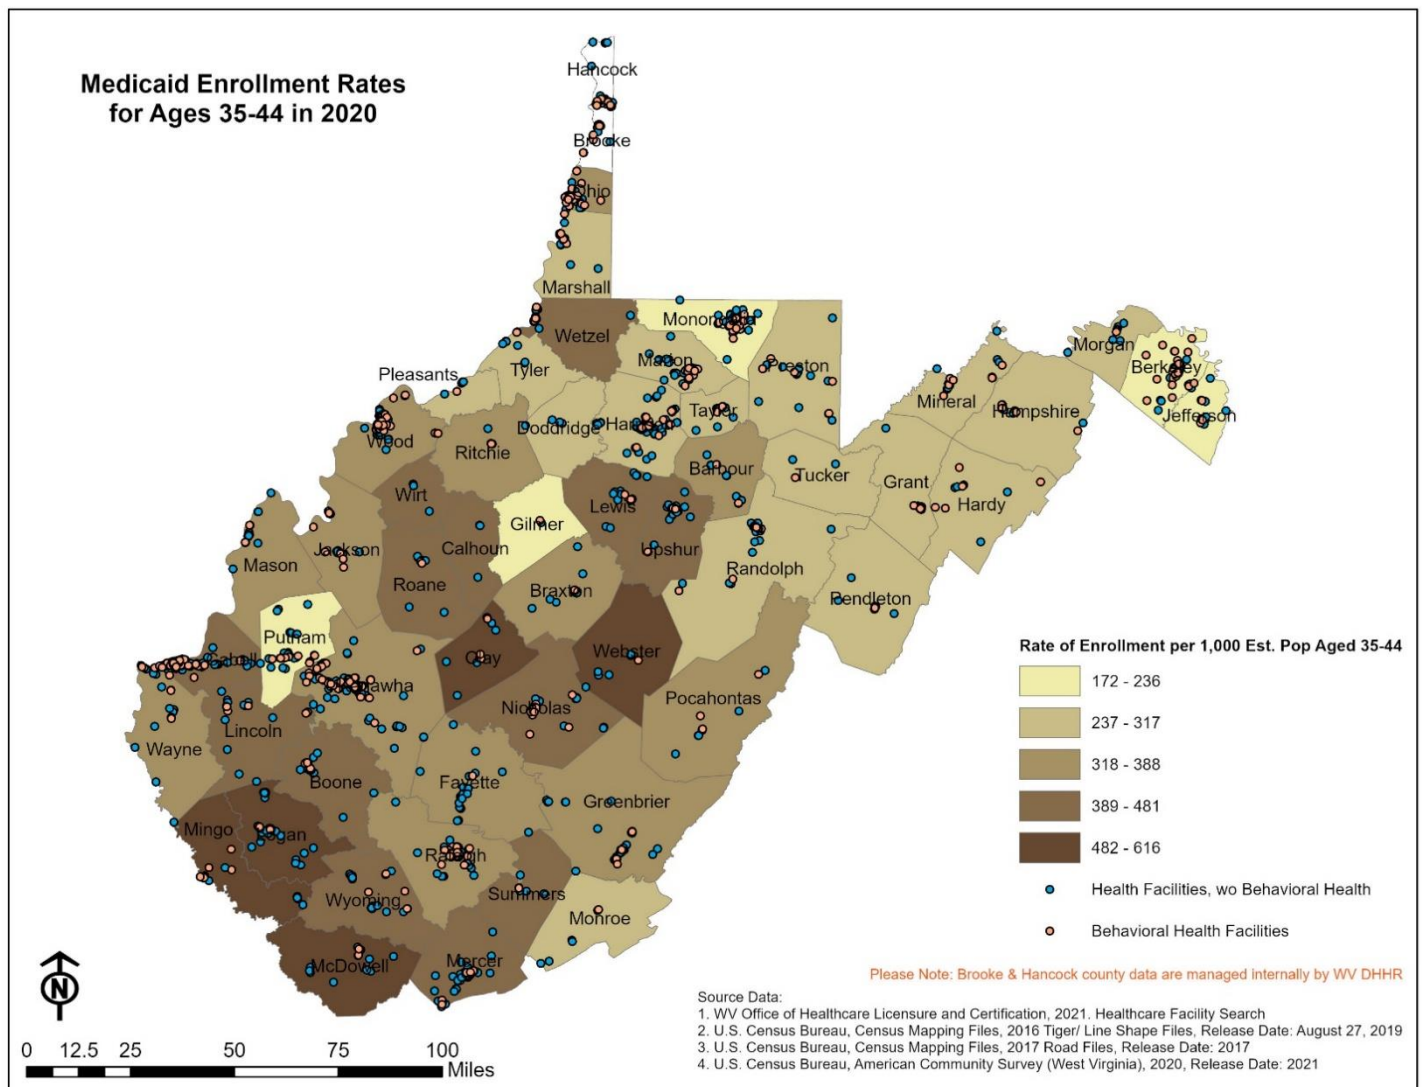 Medicaid Enrollment Rates
for Ages 35-44 in 2020
Hancock
Brooke
Ohio
Marshall
Wetzel
Monongalia
Morgan
Berkeley
Jefferson
Pleasants
Tyler
Marion
Preston
Mineral
Hampshire
Wood
Ritchie
Doddridge
Harrison
Taylor
Barbour
Tucker
Grant
Hardy
Wirt
Gilmer
Lewis
Upshur
Mason
Jackson
Calhoun
Roane
Braxton
Randolph
Pendleton
Putnam
Cabell
Clay
Webster
Kanawha
Nicholas
Pocahontas
Lincoln
Wayne
Boone
Fayette
Greenbrier
Mingo
Logan
Raleigh
Wyoming
Summers
Monroe
McDowell
Mercer
Rate of Enrollment per 1,000 Est. Pop Aged 35-44
172 - 236
237 - 317
318 - 388
389 - 481
482 - 616
Health Facilities, wo Behavioral Health
Behavioral Health Facilities
Please Note: Brooke & Hancock county data are managed internally by WV DHHR
Source Data:
1. WV Office of Healthcare Licensure and Certification, 2021. Healthcare Facility Search
2. U.S. Census Bureau, Census Mapping Files, 2016 Tiger/ Line Shape Files, Release Date: August 27, 2019
3. U.S. Census Bureau, Census Mapping Files, 2017 Road Files, Release Date: 2017
4. U.S. Census Bureau, American Community Survey (West Virginia), 2020, Release Date: 2021
N
0 12.5 25 50 75 100
Miles